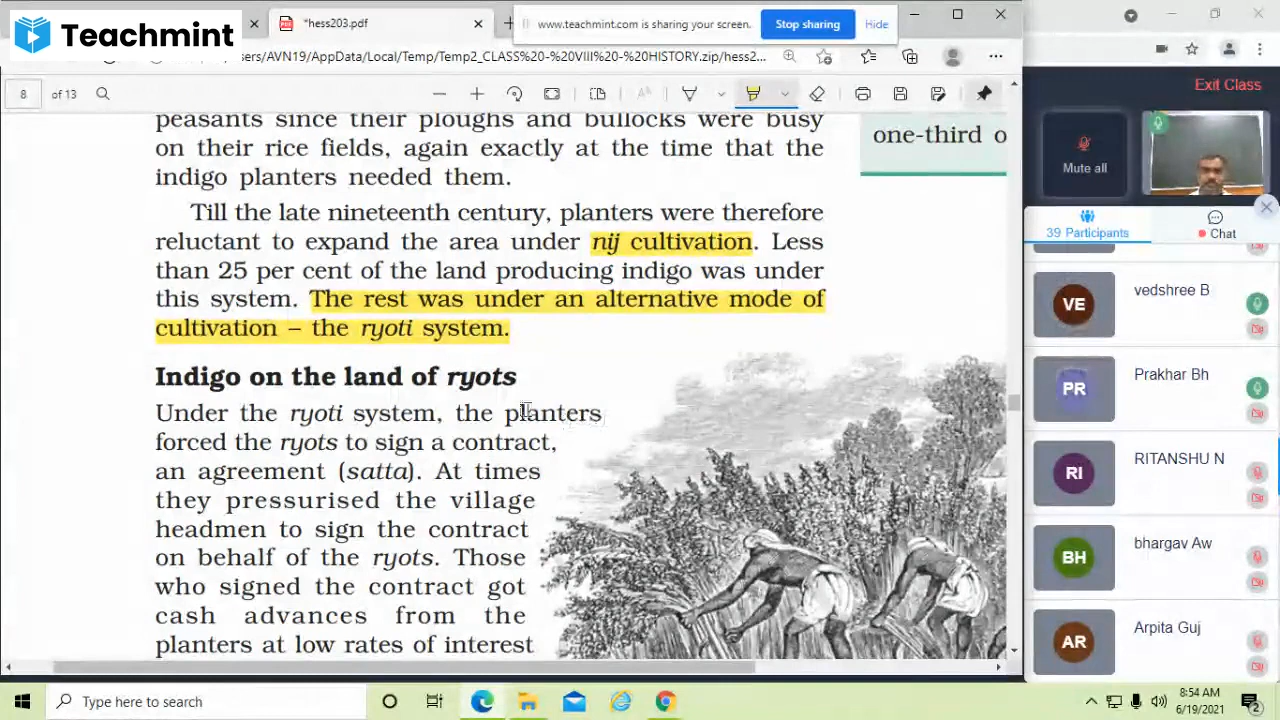 Teachmint
*hess203.pdf
www.teachmint.com is sharing your screen.
Stop sharing
Hide
ers/AVN19/AppData/Local/Temp/Temp2_CLASS%20-%20VIII%20-%20HISTORY.zip/hess2...
8 of 13
Exit Class
Mute all
39 Participants
Chat
peasants since their ploughs and bullocks were busy
on their rice fields, again exactly at the time that the
indigo planters needed them.
one-third o
Till the late nineteenth century, planters were therefore
reluctant to expand the area under nij cultivation. Less
than 25 per cent of the land producing indigo was under
this system. The rest was under an alternative mode of
cultivation – the ryoti system.
Indigo on the land of ryots
Under the ryoti system, the planters
forced the ryots to sign a contract,
an agreement (satta). At times
they pressurised the village
headmen to sign the contract
on behalf of the ryots. Those
who signed the contract got
cash advances from the
planters at low rates of interest
VE
vedshree B
PR
Prakhar Bh
RI
RITANSHU N
BH
bhargav Aw
AR
Arpita Guj
Type here to search
8:54 AM
6/19/2021
2